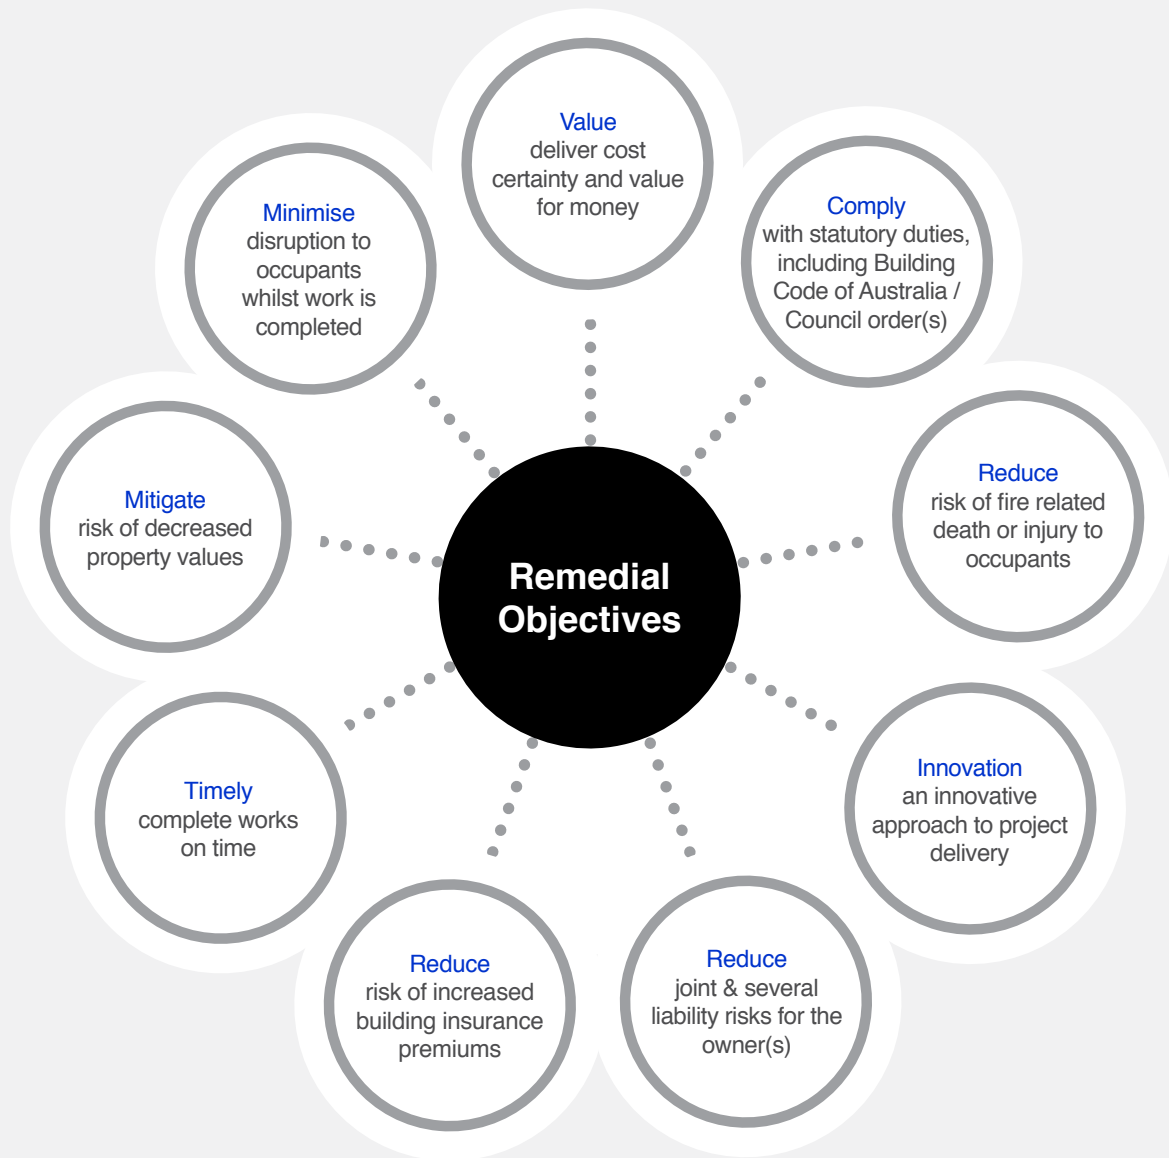 Value
deliver cost
certainty and value
for money
Comply
with statutory duties,
including Building
Code of Australia /
Council order(s)
Reduce
risk of fire related
death or injury to
occupants
Innovation
an innovative
approach to project
delivery
Reduce
joint & several
liability risks for the
owner(s)
Reduce
risk of increased
building insurance
premiums
Timely
complete works
on time
Mitigate
risk of decreased
property values
Minimise
disruption to
occupants
whilst work is
completed
Remedial
Objectives